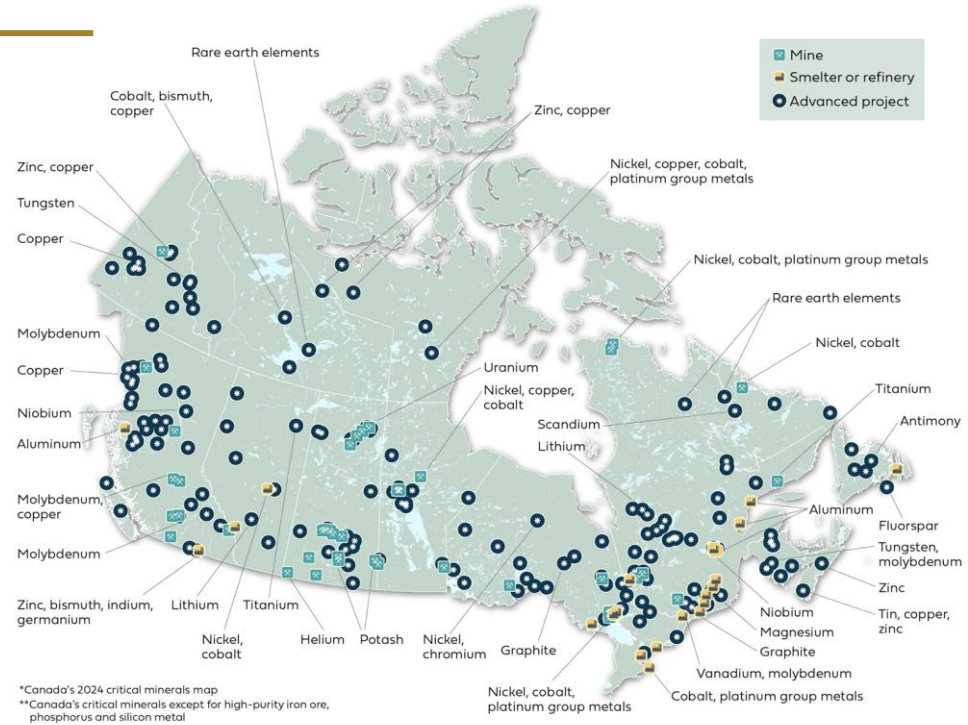 Rare earth elements
Cobalt, bismuth,
copper
Zinc, copper
Mine
Smelter or refinery
Advanced project
Zinc, copper
Tungsten
Copper
Nickel, copper, cobalt,
platinum group metals
Nickel, cobalt, platinum group metals
Rare earth elements
Nickel, cobalt
Titanium
Antimony
Molybdenum
Copper
Niobium
Aluminum
Uranium
Nickel, copper,
cobalt
Scandium
Lithium
Molybdenum,
copper
Molybdenum
Zinc, bismuth, indium,
germanium
Lithium
Nickel,
cobalt
Titanium
Helium
Potash
Nickel,
chromium
Graphite
Nickel, cobalt,
platinum group metals
Aluminum
Fluorspar
Tungsten,
molybdenum
Zinc
Tin, copper,
zinc
Niobium
Magnesium
Graphite
Vanadium, molybdenum
Cobalt, platinum group metals
*Canada's 2024 critical minerals map
**Canada's critical minerals except for high-purity iron ore,
phosphorus and silicon metal